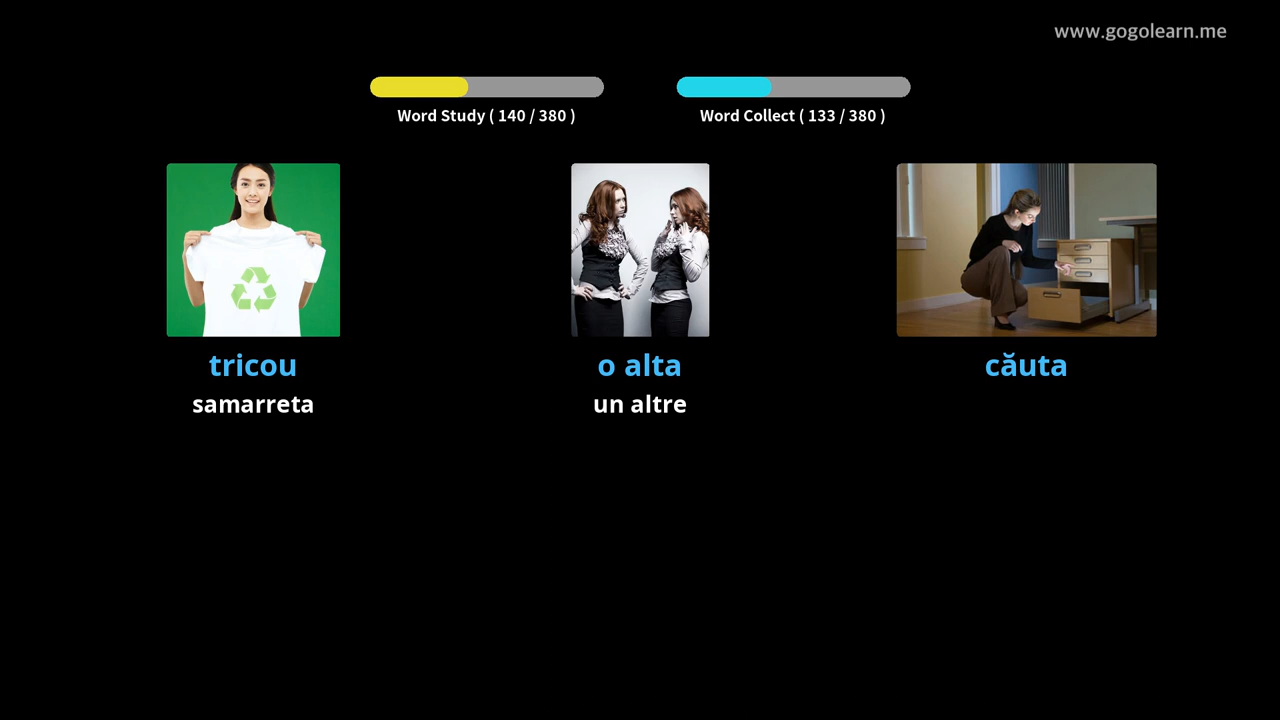 www.gogolearn.me
Word Study ( 140 / 380 )
Word Collect ( 133 / 380 )
tricou
o alta
căuta
samarreta
un altre